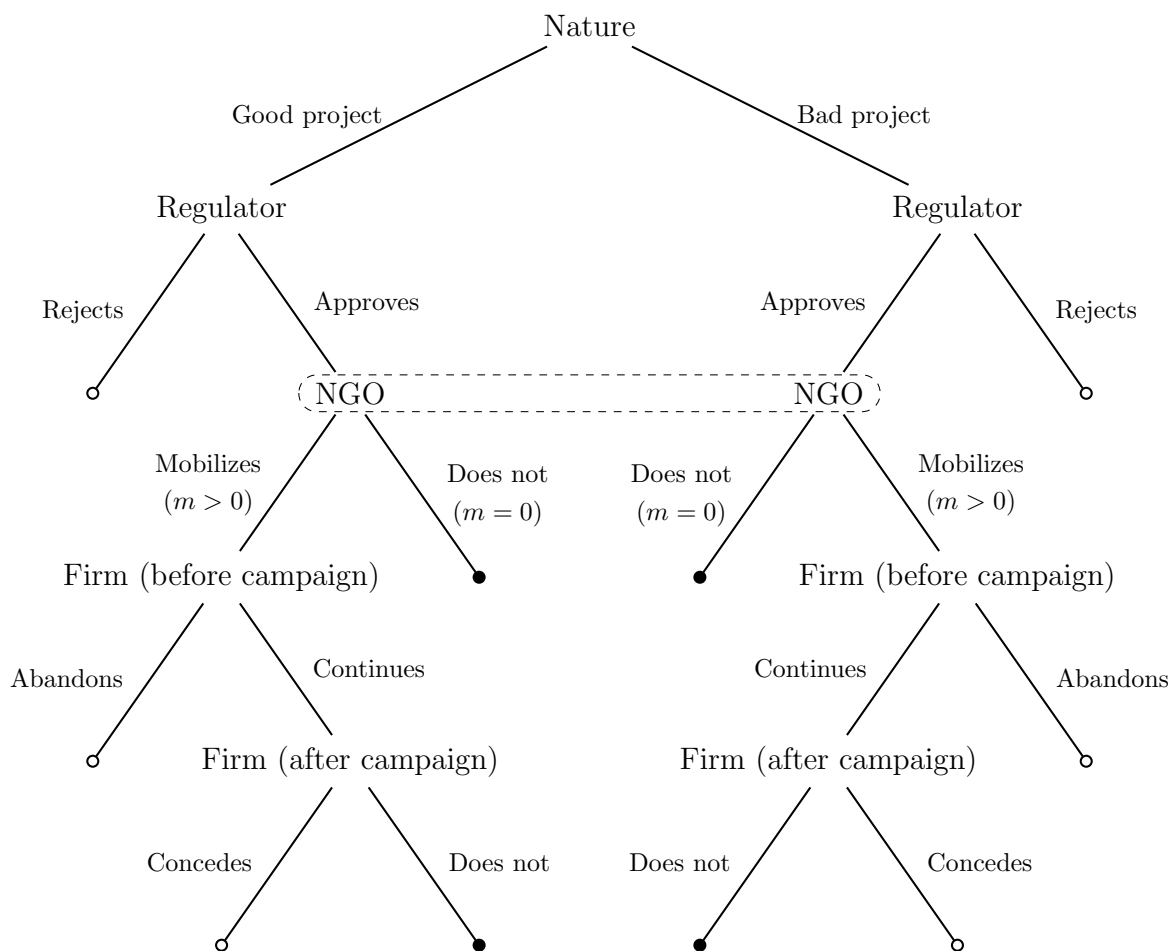 Nature
Good project
Bad project
Regulator
Regulator
Rejects
Approves
Approves
Rejects
NGO
NGO
Mobilizes
(m > 0)
Does not
(m = 0)
Does not
(m = 0)
Mobilizes
(m > 0)
Firm (before campaign)
Firm (before campaign)
Abandons
Continues
Continues
Abandons
Firm (after campaign)
Firm (after campaign)
Concedes
Does not
Does not
Concedes